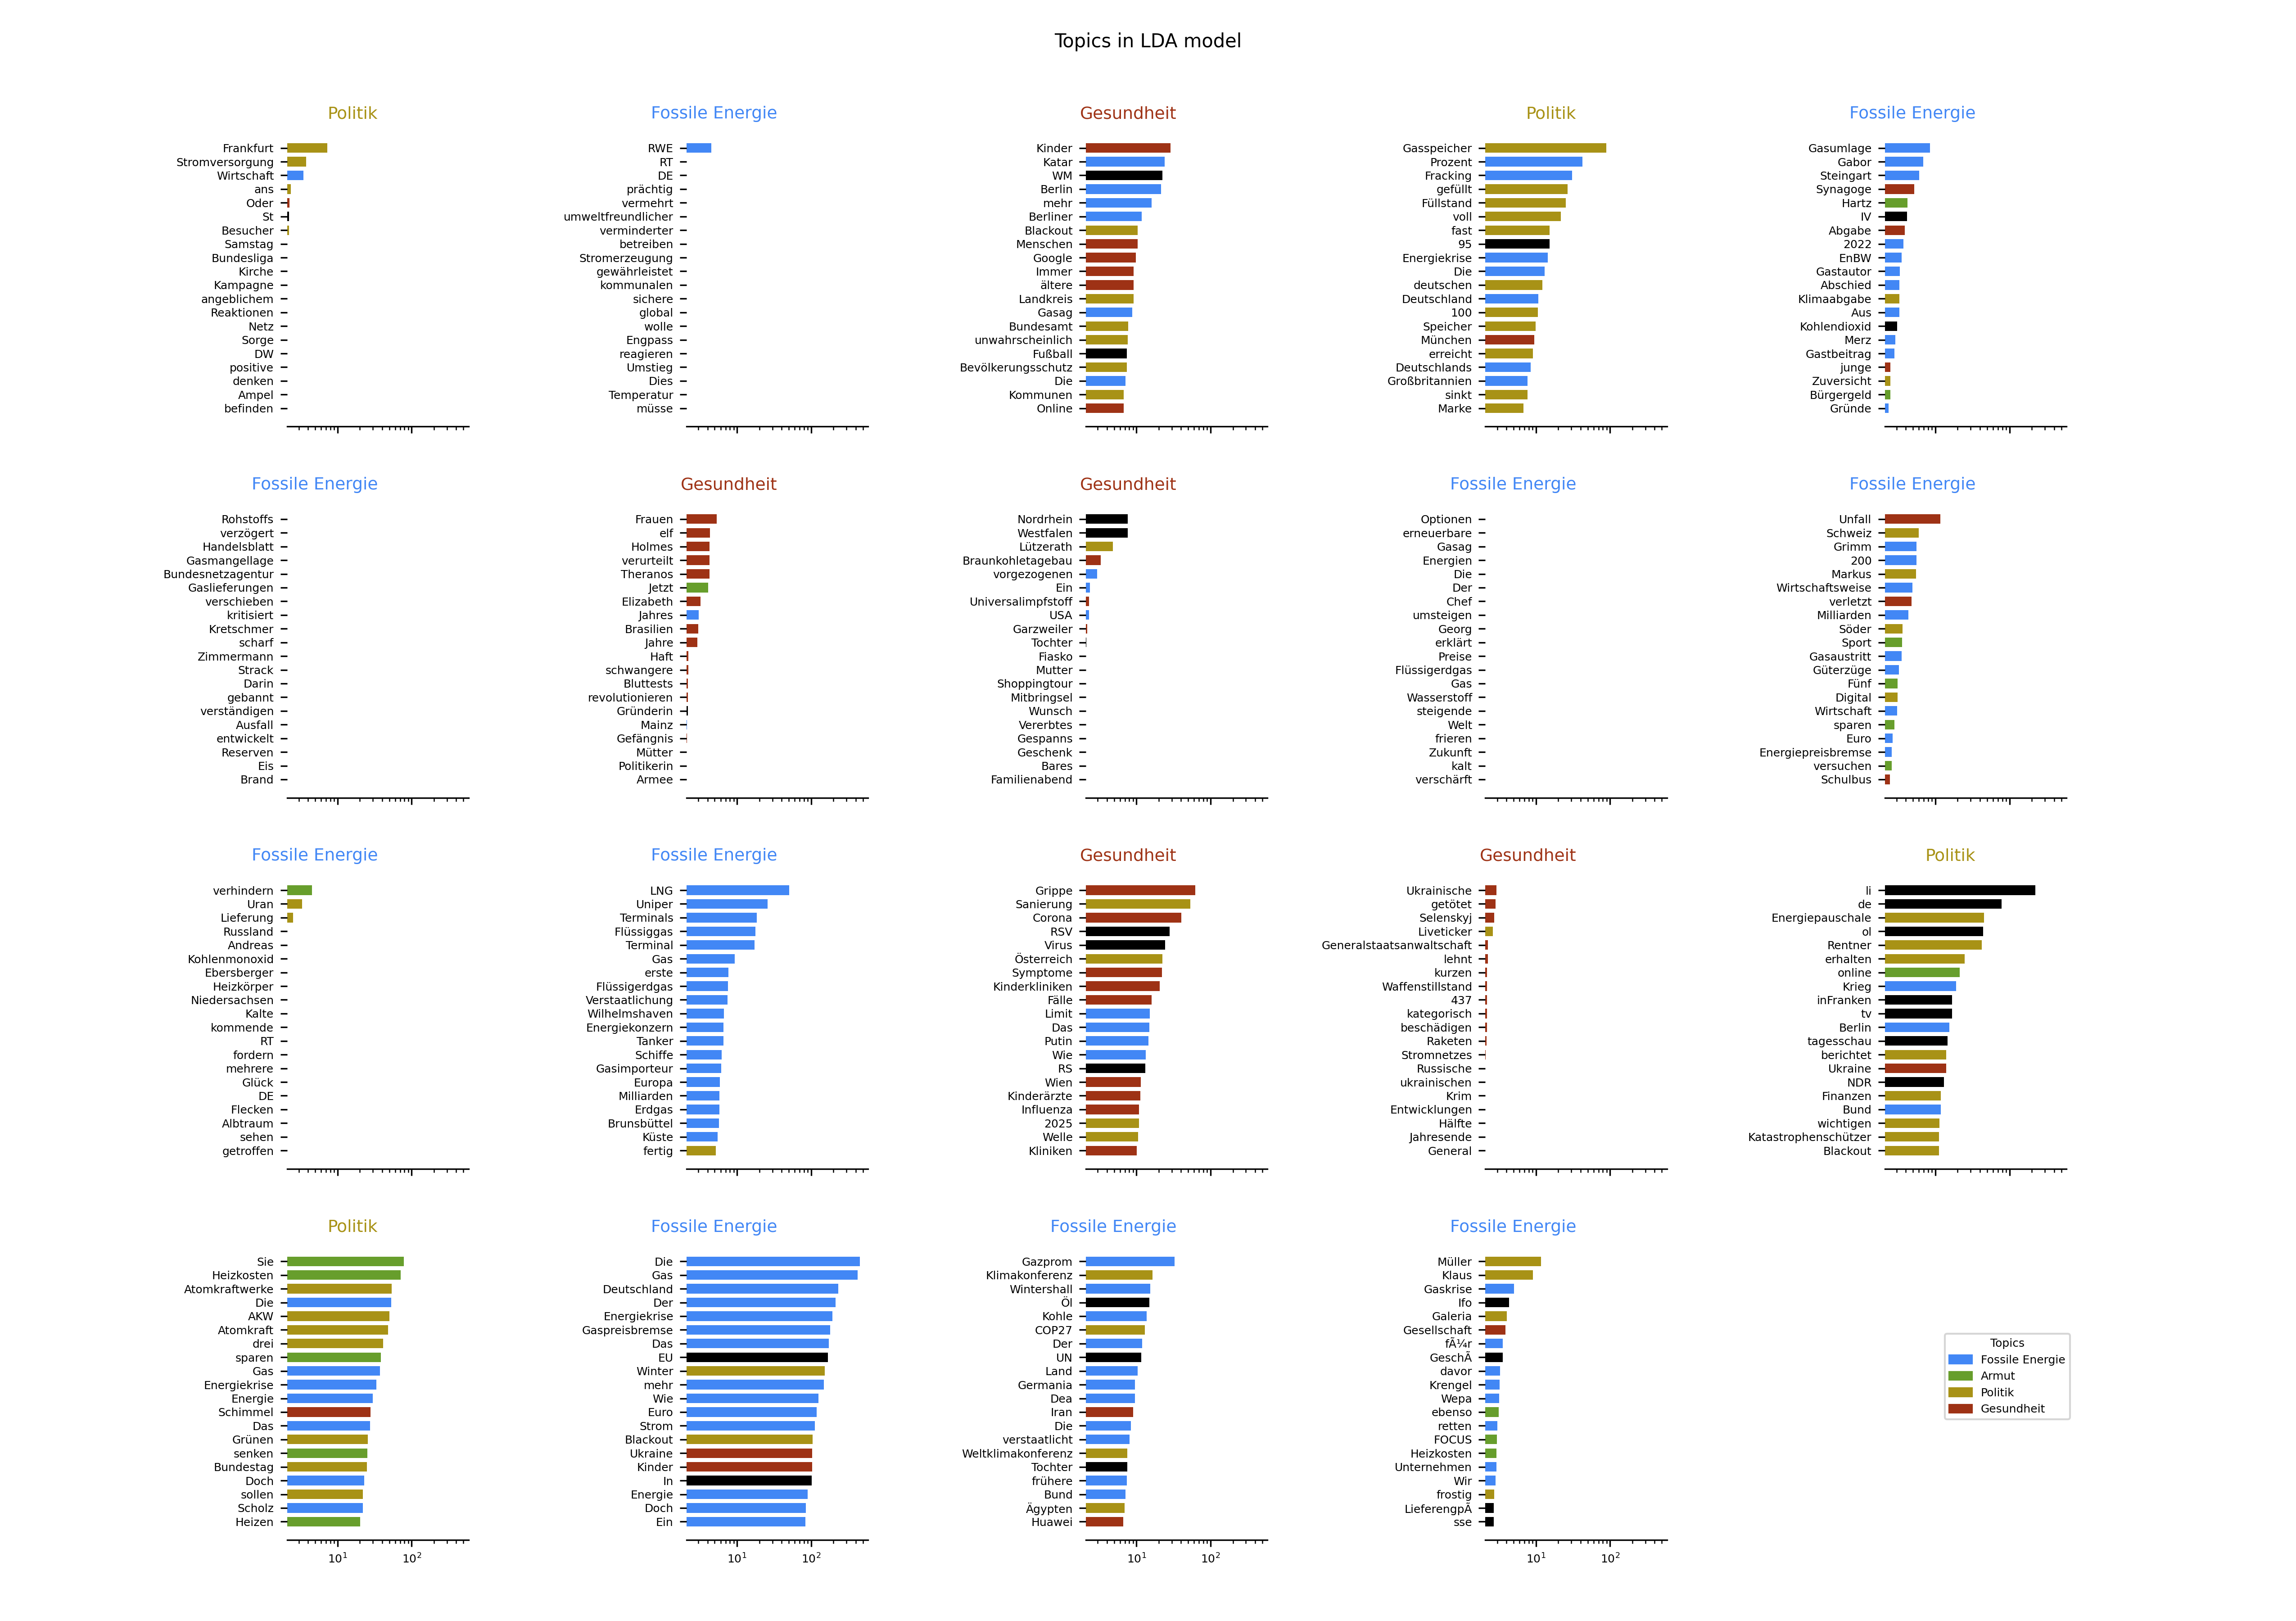 Topics in LDA model
Politik
Frankfurt
Stromversorgung
Wirtschaft
ans
Oder
St
Besucher
Samstag
Bundesliga
Kirche
Kampagne
angeblichem
Reaktionen
Netz
Sorge
DW
positive
denken
Ampel
befinden
Fossile Energie
RWE
RT
DE
prächtig
vermehrt
umweltfreundlicher
verminderter
betreiben
Stromerzeugung
gewährleistet
kommunalen
sichere
global
wolle
Engpass
reagieren
Umstieg
Dies
Temperatur
müsse
Gesundheit
Kinder
Katar
WM
Berlin
mehr
Berliner
Blackout
Menschen
Google
Immer
ältere
Landkreis
Gasag
Bundesamt
unwahrscheinlich
Fußball
Bevölkerungsschutz
Die
Kommunen
Online
Politik
Gasspeicher
Prozent
Fracking
gefüllt
Füllstand
voll
fast
95
Energiekrise
Die
deutschen
Deutschland
100
Speicher
München
erreicht
Deutschlands
Großbritannien
sinkt
Marke
Fossile Energie
Gasumlage
Gabor
Steingart
Synagoge
Hartz
IV
Abgabe
2022
EnBW
Gastautor
Abschied
Klimaabgabe
Aus
Kohlendioxid
Merz
Gastbeitrag
junge
Zuversicht
Bürgergeld
Gründe
Fossile Energie
Rohstoffs
verzögert
Handelsblatt
Gasmangellage
Bundesnetzagentur
Gaslieferungen
verschieben
kritisiert
Kretschmer
scharf
Zimmermann
Strack
Darin
gebannt
verständigen
Ausfall
entwickelt
Reserven
Eis
Brand
Gesundheit
Frauen
elf
Holmes
verurteilt
Theranos
Jetzt
Elizabeth
Jahres
Brasilien
Jahre
Haft
schwangere
Bluttests
revolutionieren
Gründerin
Mainz
Gefängnis
Mütter
Politikerin
Armee
Gesundheit
Nordrhein
Westfalen
Lützerath
Braunkohletagebau
vorgezogenen
Ein
Universalimpfstoff
USA
Garzweiler
Tochter
Fiasko
Mutter
Shoppingtour
Mitbringsel
Wunsch
Vererbtes
Gespanns
Geschenk
Bares
Familienabend
Fossile Energie
Optionen
erneuerbare
Gasag
Energien
Die
Der
Chef
umsteigen
Georg
erklärt
Preise
Flüssigerdgas
Gas
Wasserstoff
steigende
Welt
frieren
Zukunft
kalt
verschärft
Fossile Energie
Unfall
Schweiz
Grimm
200
Markus
Wirtschaftsweise
verletzt
Milliarden
Söder
Sport
Gasaustritt
Güterzüge
Fünf
Digital
Wirtschaft
sparen
Euro
Energiepreisbremse
versuchen
Schulbus
Fossile Energie
verhindern
Uran
Lieferung
Russland
Andreas
Kohlenmonoxid
Ebersberger
Heizkörper
Niedersachsen
Kalte
kommende
RT
fordern
mehrere
Glück
DE
Flecken
Albtraum
sehen
getroffen
Fossile Energie
LNG
Uniper
Terminals
Flüssiggas
Terminal
Gas
erste
Flüssigerdgas
Verstaatlichung
Wilhelmshaven
Energiekonzern
Tanker
Schiffe
Gasimporteur
Europa
Milliarden
Erdgas
Brunsbüttel
Küste
fertig
Gesundheit
Grippe
Sanierung
Corona
RSV
Virus
Österreich
Symptome
Kinderkliniken
Fälle
Limit
Das
Putin
Wie
RS
Wien
Kinderärzte
Influenza
2025
Welle
Kliniken
Gesundheit
Ukrainische
getötet
Selenskyj
Liveticker
Generalstaatsanwaltschaft
lehnt
kurzen
Waffenstillstand
437
kategorisch
beschädigen
Raketen
Stromnetzes
Russische
ukrainischen
Krim
Entwicklungen
Hälfte
Jahresende
General
Politik
li
de
Energiepauschale
ol
Rentner
erhalten
online
Krieg
inFranken
tv
Berlin
tagesschau
berichtet
Ukraine
NDR
Finanzen
Bund
wichtigen
Katastrophenschützer
Blackout
Politik
Sie
Heizkosten
Atomkraftwerke
Die
AKW
Atomkraft
drei
sparen
Gas
Energiekrise
Energie
Schimmel
Das
Grünen
senken
Bundestag
Doch
sollen
Scholz
Heizen
10¹ 10²
Fossile Energie
Die
Gas
Deutschland
Der
Energiekrise
Gaspreisbremse
Das
EU
Winter
mehr
Wie
Euro
Strom
Blackout
Ukraine
Kinder
In
Energie
Doch
Ein
10¹ 10²
Fossile Energie
Gazprom
Klimakonferenz
Wintershall
Öl
Kohle
COP27
Der
UN
Land
Germania
Dea
Iran
Die
verstaatlicht
Weltklimakonferenz
Tochter
frühere
Bund
Ägypten
Huawei
10¹ 10²
Fossile Energie
Müller
Klaus
Gaskrise
Ifo
Galeria
Gesellschaft
fÃ¼r
GeschÃ
davor
Krengel
Wepa
ebenso
retten
FOCUS
Heizkosten
Unternehmen
Wir
frostig
LieferengpÃ
sse
10¹ 10²
Topics
Fossile Energie
Armut
Politik
Gesundheit